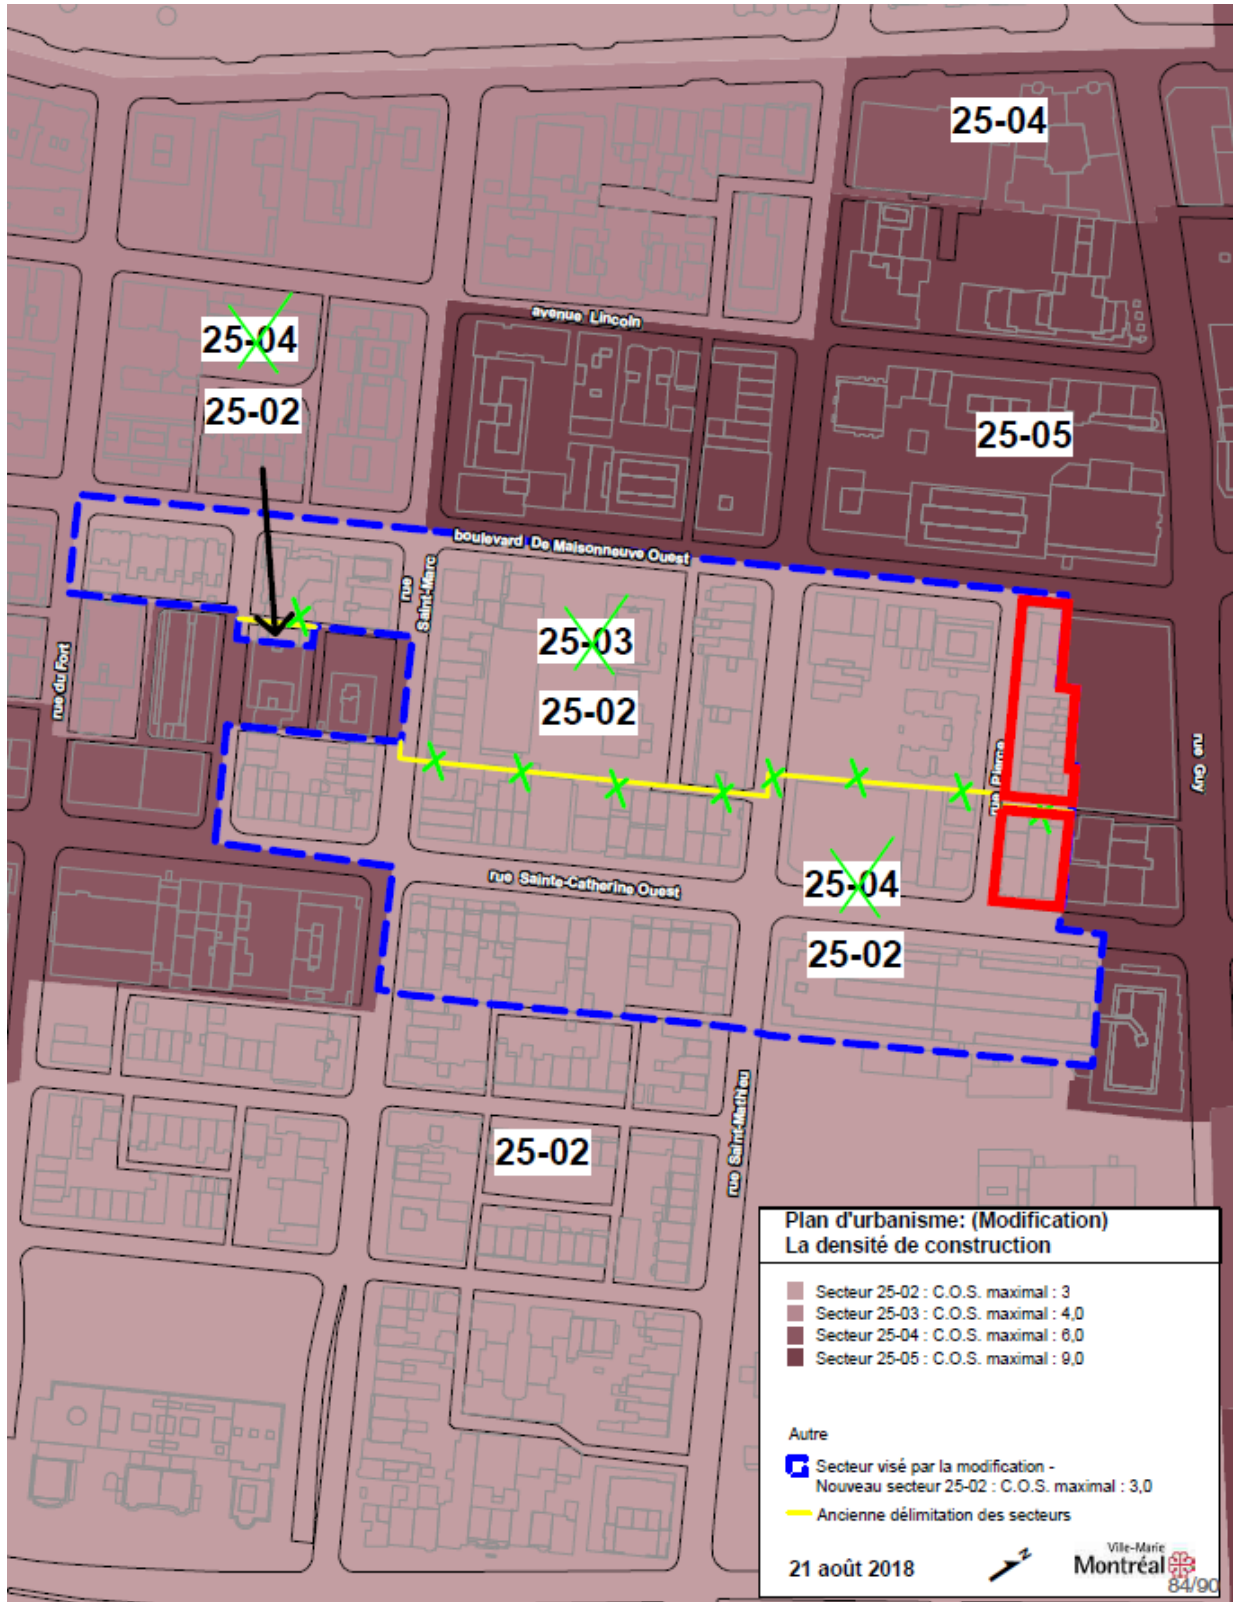 25-04
avenue Lincoln
25-04
25-02
25-05
boulevard De Maisonneuve Ouest
rue
Saint-Marc
25-03
25-02
rue du Fort
rue Pierce
rue Guy
rue Sainte-Catherine Ouest
25-04
25-02
rue Saint-Mathieu
25-02
Plan d'urbanisme: (Modification)
La densité de construction
Secteur 25-02 : C.O.S. maximal : 3
Secteur 25-03 : C.O.S. maximal : 4,0
Secteur 25-04 : C.O.S. maximal : 6,0
Secteur 25-05 : C.O.S. maximal : 9,0
Autre
Secteur visé par la modification -
Nouveau secteur 25-02 : C.O.S. maximal : 3,0
Ancienne délimitation des secteurs
21 août 2018
N
Ville-Marie
Montréal
84/90